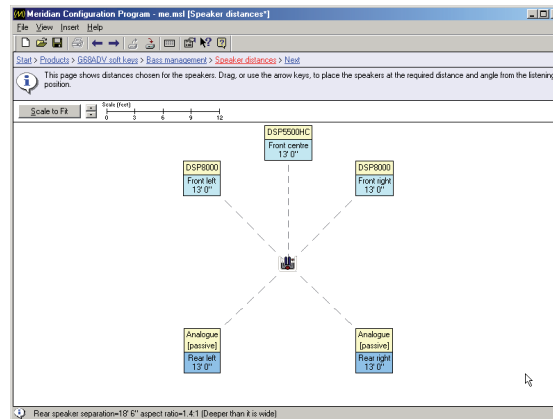 Meridian Configuration Program - me.msl [Speaker distances*]
File View Insert Help
Start > Products > G68ADV soft keys > Bass management > Speaker distances > Next
This page shows distances chosen for the speakers. Drag, or use the arrow keys, to place the speakers at the required distance and angle from the listening
position.
Scale to Fit
Scale (feet)
0 3 6 9 12
DSP5500HC
Front centre
13' 0"
DSP8000
Front left
13' 0"
DSP8000
Front right
13' 0"
Analogue
[passive]
Rear left
13' 0"
Analogue
[passive]
Rear right
13' 0"
Rear speaker separation=18' 6" aspect ratio=1.4:1 (Deeper than it is wide)